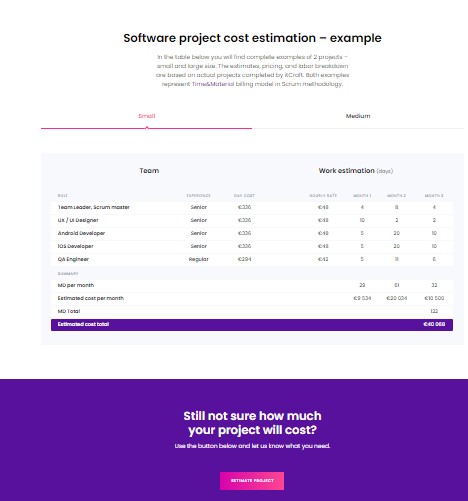 Software project cost estimation – example
In the table below you will find complete examples of 2 projects –
small and large size. The estimates, pricing, and labor breakdown
are based on actual projects completed by itCraft. Both examples
represent Time&Material billing model in Scrum methodology:
Small Medium
Team Work estimation (days)
ROLE EXPERIENCE DAY COST HOURLY RATE MONTH 1 MONTH 2 MONTH 3
Team Leader, Scrum master Senior €336 €48 4 8 4
UX / UI Designer Senior €336 €48 10 2 2
Android Developer Senior €336 €48 5 20 10
iOS Developer Senior €336 €48 5 20 10
QA Engineer Regular €294 €42 5 11 6
SUMMARY
MD per month 29 61 32
Estimated cost per month €9 534 €20 034 €10 500
MD Total 122
Estimated cost total €40 068
Still not sure how much
your project will cost?
Use the button below and let us know what you need.
ESTIMATE PROJECT